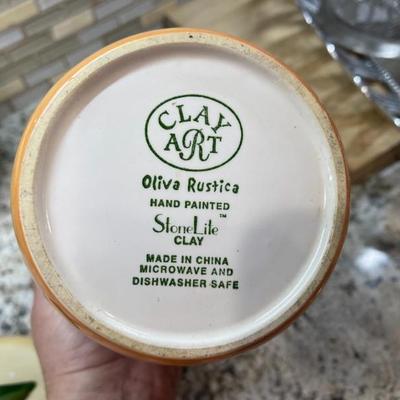 CLAY
ART
Oliva Rustica
HAND PAINTED
StoneLite™
CLAY
MADE IN CHINA
MICROWAVE AND
DISHWASHER SAFE